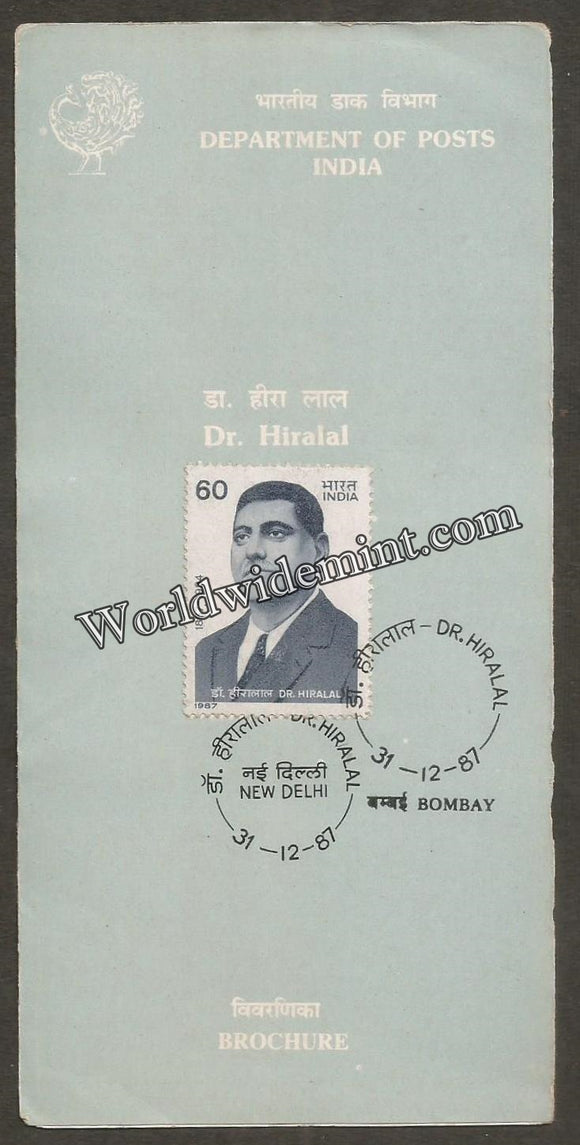 भारतीय डाक विभाग
DEPARTMENT OF POSTS
INDIA
डा. हीरा लाल
Dr. Hiralal
60
भारत
INDIA
Worldwidemint.com
डॉ. हीरालाल DR. HIRALAL
1987
डॉ. हीरालाल - DR. HIRALAL
31-12-87
बम्बई BOMBAY
डॉ. हीरालाल DR. HIRALAL
नई दिल्ली
NEW DELHI
31-12-87
विवरणिका
BROCHURE